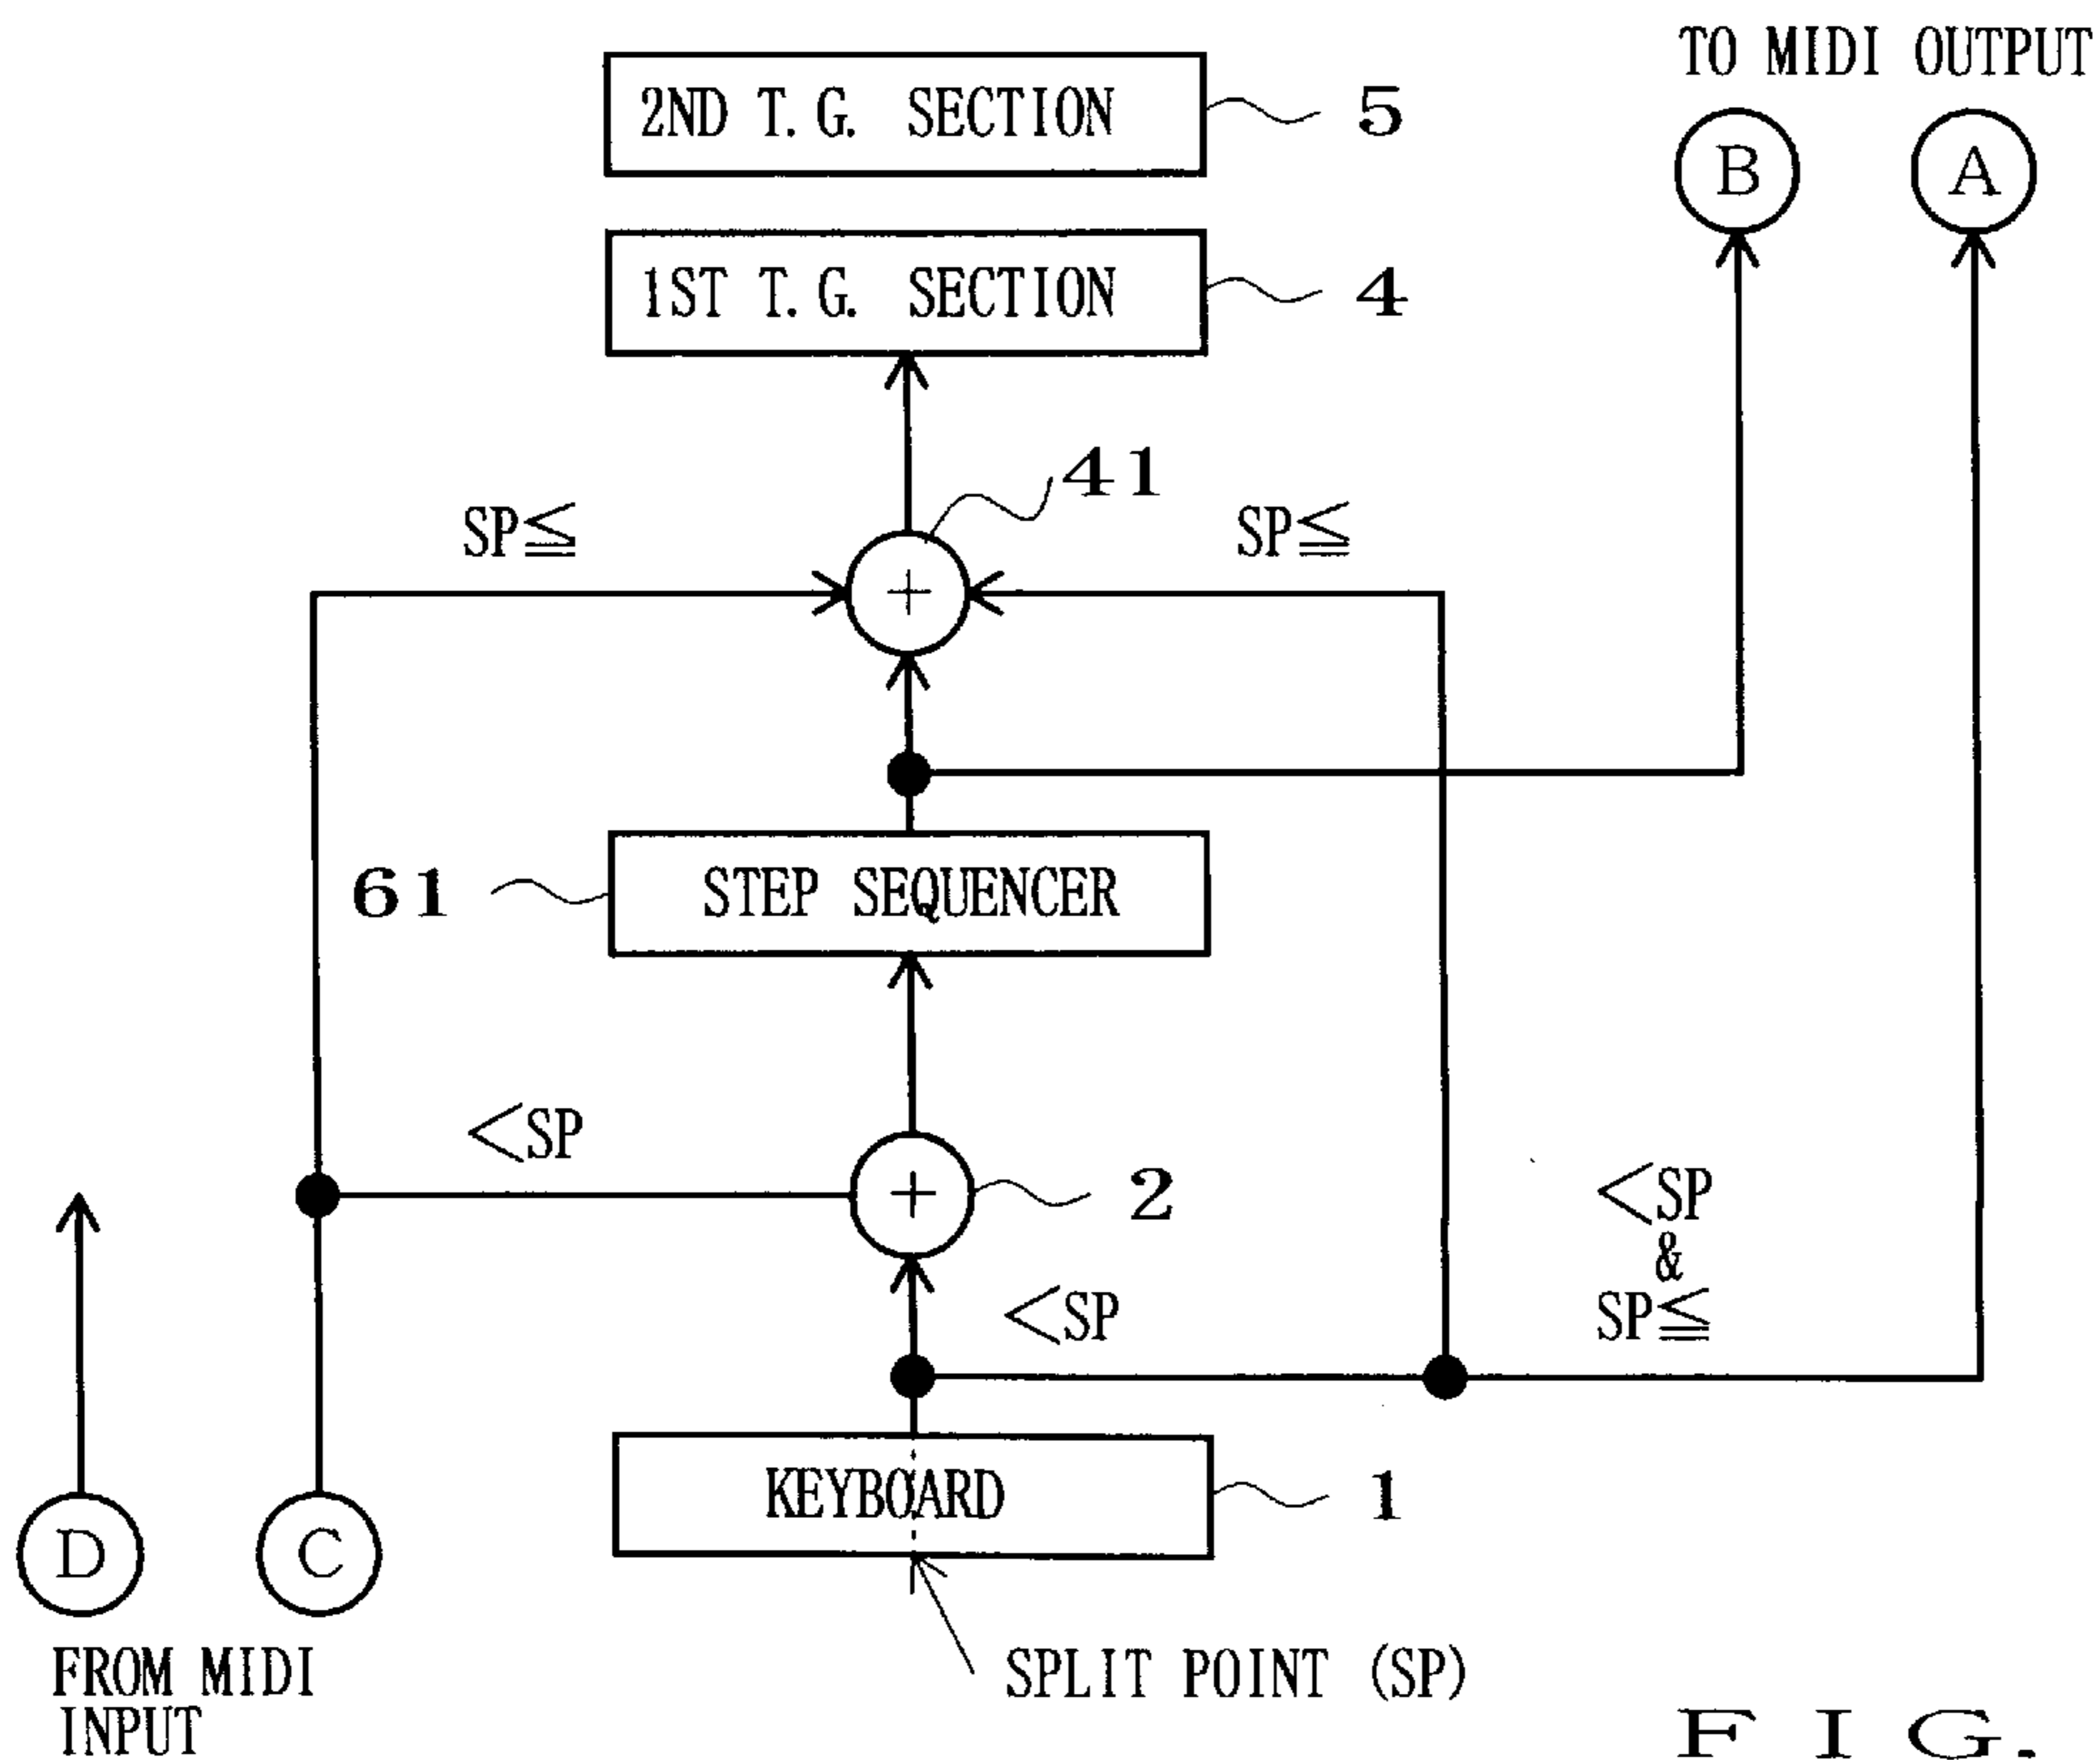 TO MIDI OUTPUT
2ND T. G. SECTION
5
B
A
1ST T. G. SECTION
4
41
SP≦
SP≦
+
61
STEP SEQUENCER
<SP
+
2
<SP
&
SP≦
<SP
KEYBOARD
1
D
C
FROM MIDI
INPUT
SPLIT POINT (SP)
FIG.